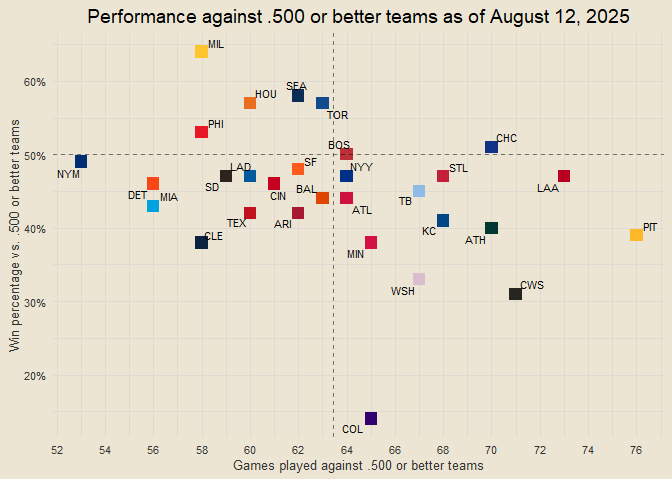 Performance against .500 or better teams as of August 12, 2025
Win percentage vs. .500 or better teams
60%
50%
40%
30%
20%
MIL
SEA
HOU
TOR
PHI
CHC
BOS
NYM
LAD
SF
NYY
STL
DET
MIA
SD
CIN
BAL
LAA
TB
ATL
TEX
ARI
KC
ATH
PIT
CLE
MIN
WSH
CWS
COL
52 54 56 58 60 62 64 66 68 70 72 74 76
Games played against .500 or better teams